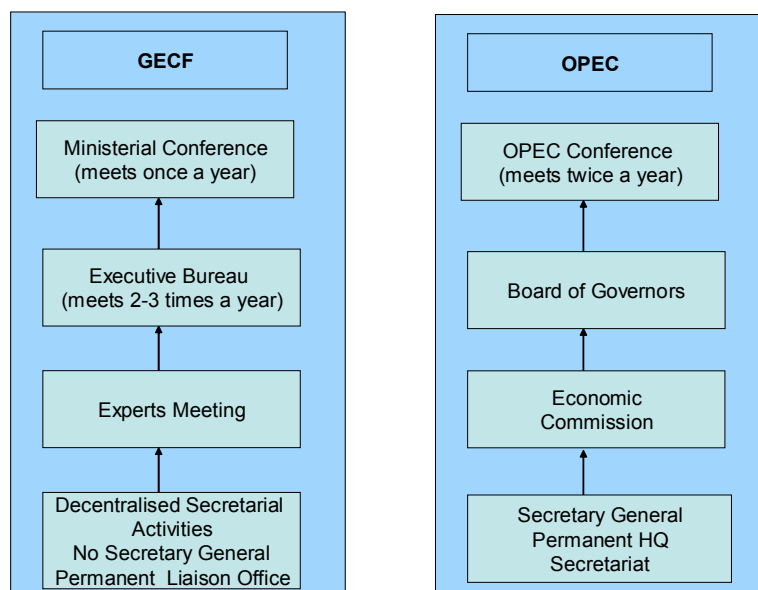 GECF
Ministerial Conference
(meets once a year)
Executive Bureau
(meets 2-3 times a year)
Experts Meeting
Decentralised Secretarial
Activities
No Secretary General
Permanent Liaison Office
OPEC
OPEC Conference
(meets twice a year)
Board of Governors
Economic
Commission
Secretary General
Permanent HQ
Secretariat